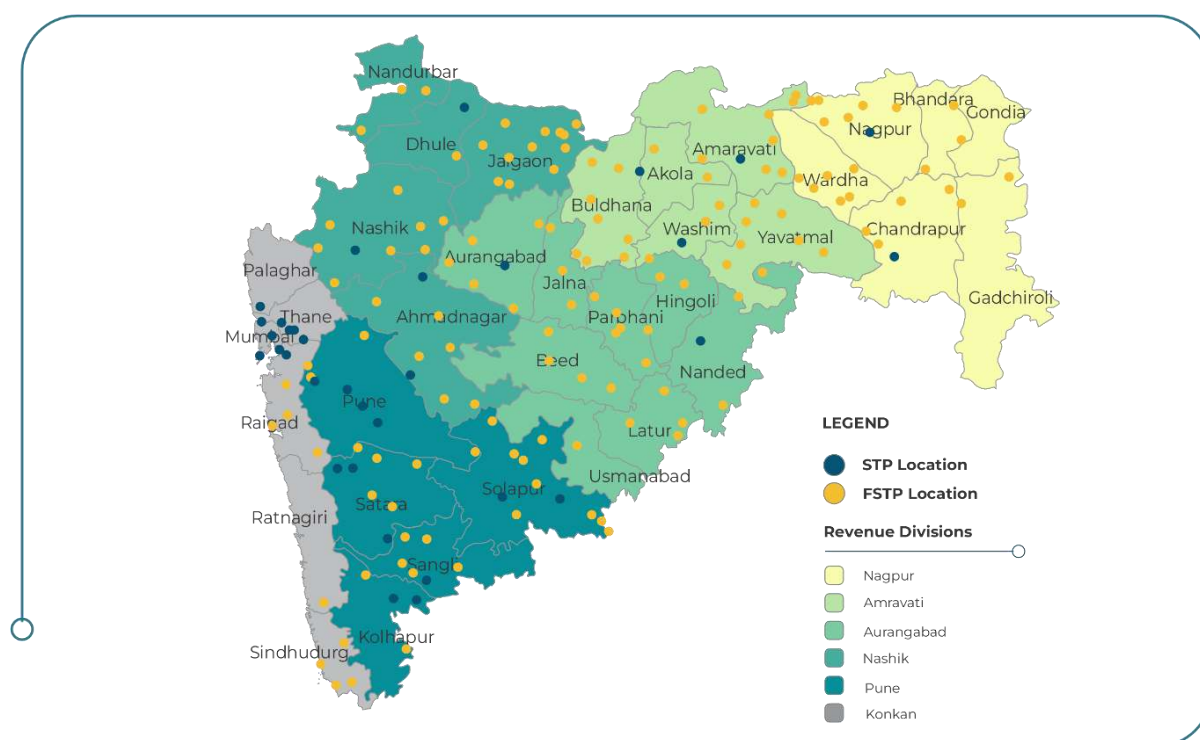 Nandurbar
Dhule
Jalgaon
Nashik
Buldhana
Akola
Amaravati
Washim
Yavatmal
Wardha
Nagpur
Bhandara
Gondia
Chandrapur
Gadchiroli
Palaghar
Thane
Mumbai
Aurangabad
Jalna
Ahmadnagar
Parbhani
Hingoli
Beed
Nanded
Pune
Raigad
Latur
Usmanabad
Solapur
Satara
Ratnagiri
Sangli
Kolhapur
Sindhudurg
LEGEND
STP Location
FSTP Location
Revenue Divisions
Nagpur
Amravati
Aurangabad
Nashik
Pune
Konkan